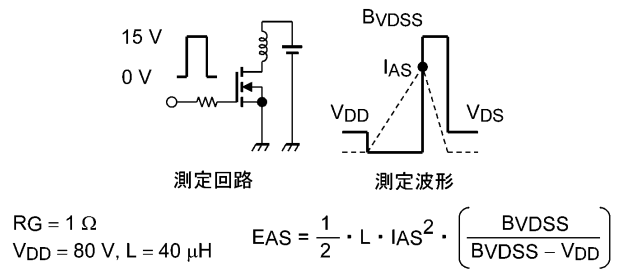 15 V
0 V
測定回路
BVDSS
IAS
VDD
VDS
測定波形
RG = 1 Ω
VDD = 80 V, L = 40 μH
EAS = 1/2 · L · IAS² · (BVDSS / (BVDSS − VDD))